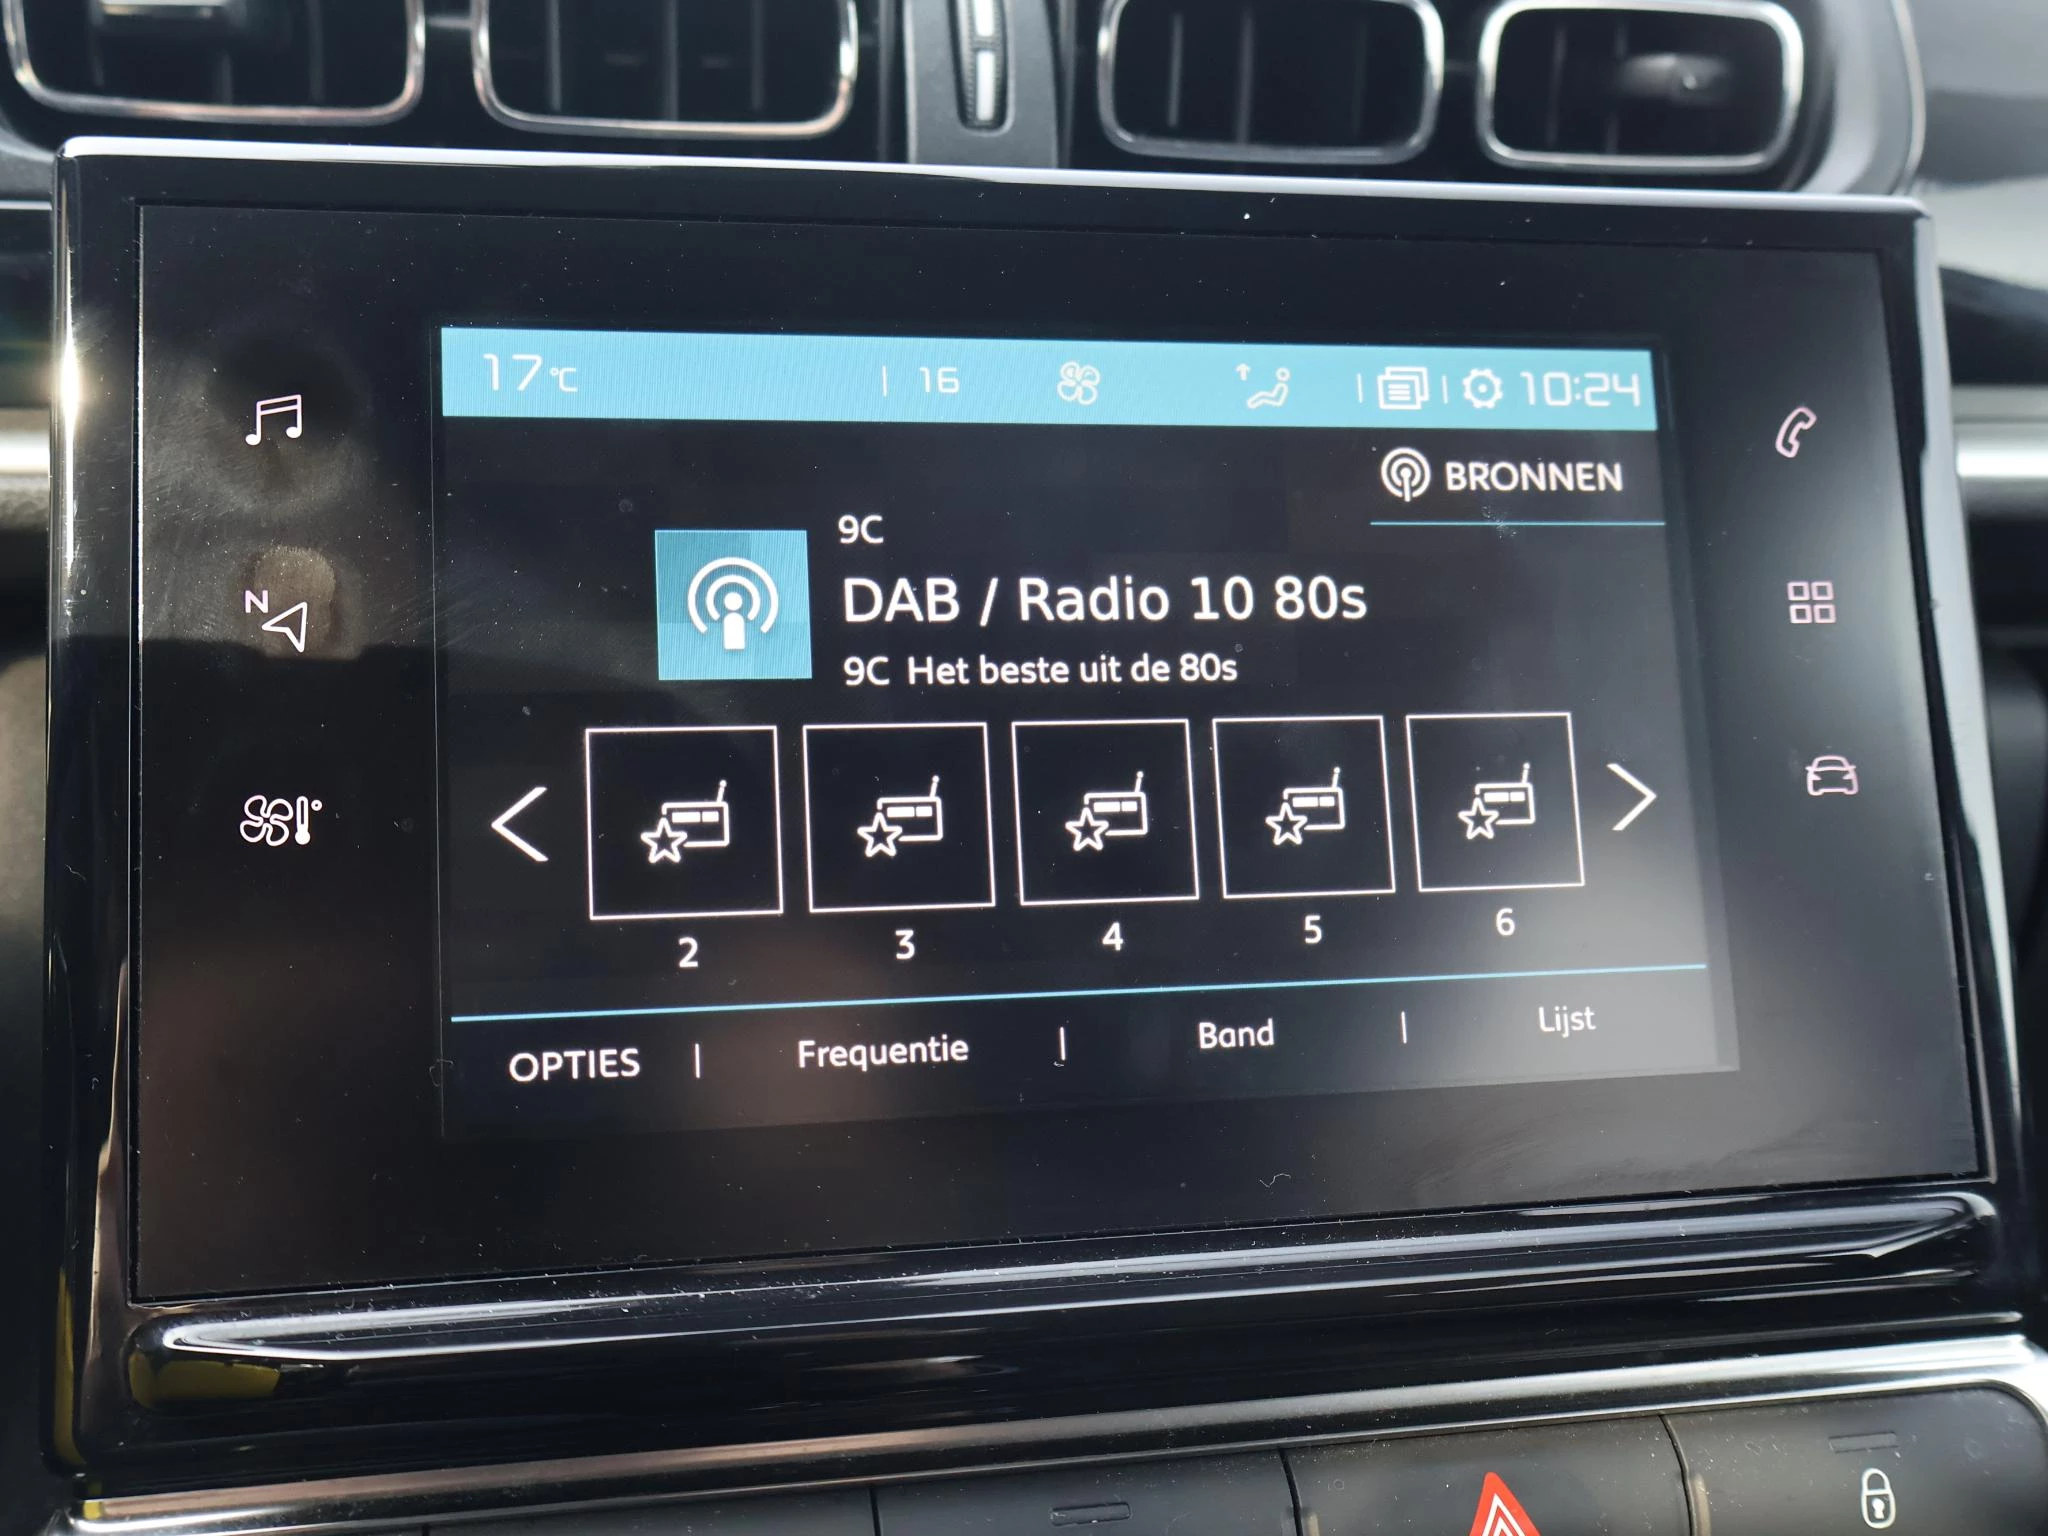 17°C | 16 | | 10:24
BRONNEN
9C
DAB / Radio 10 80s
9C Het beste uit de 80s
N
2 3 4 5 6
OPTIES | Frequentie | Band | Lijst